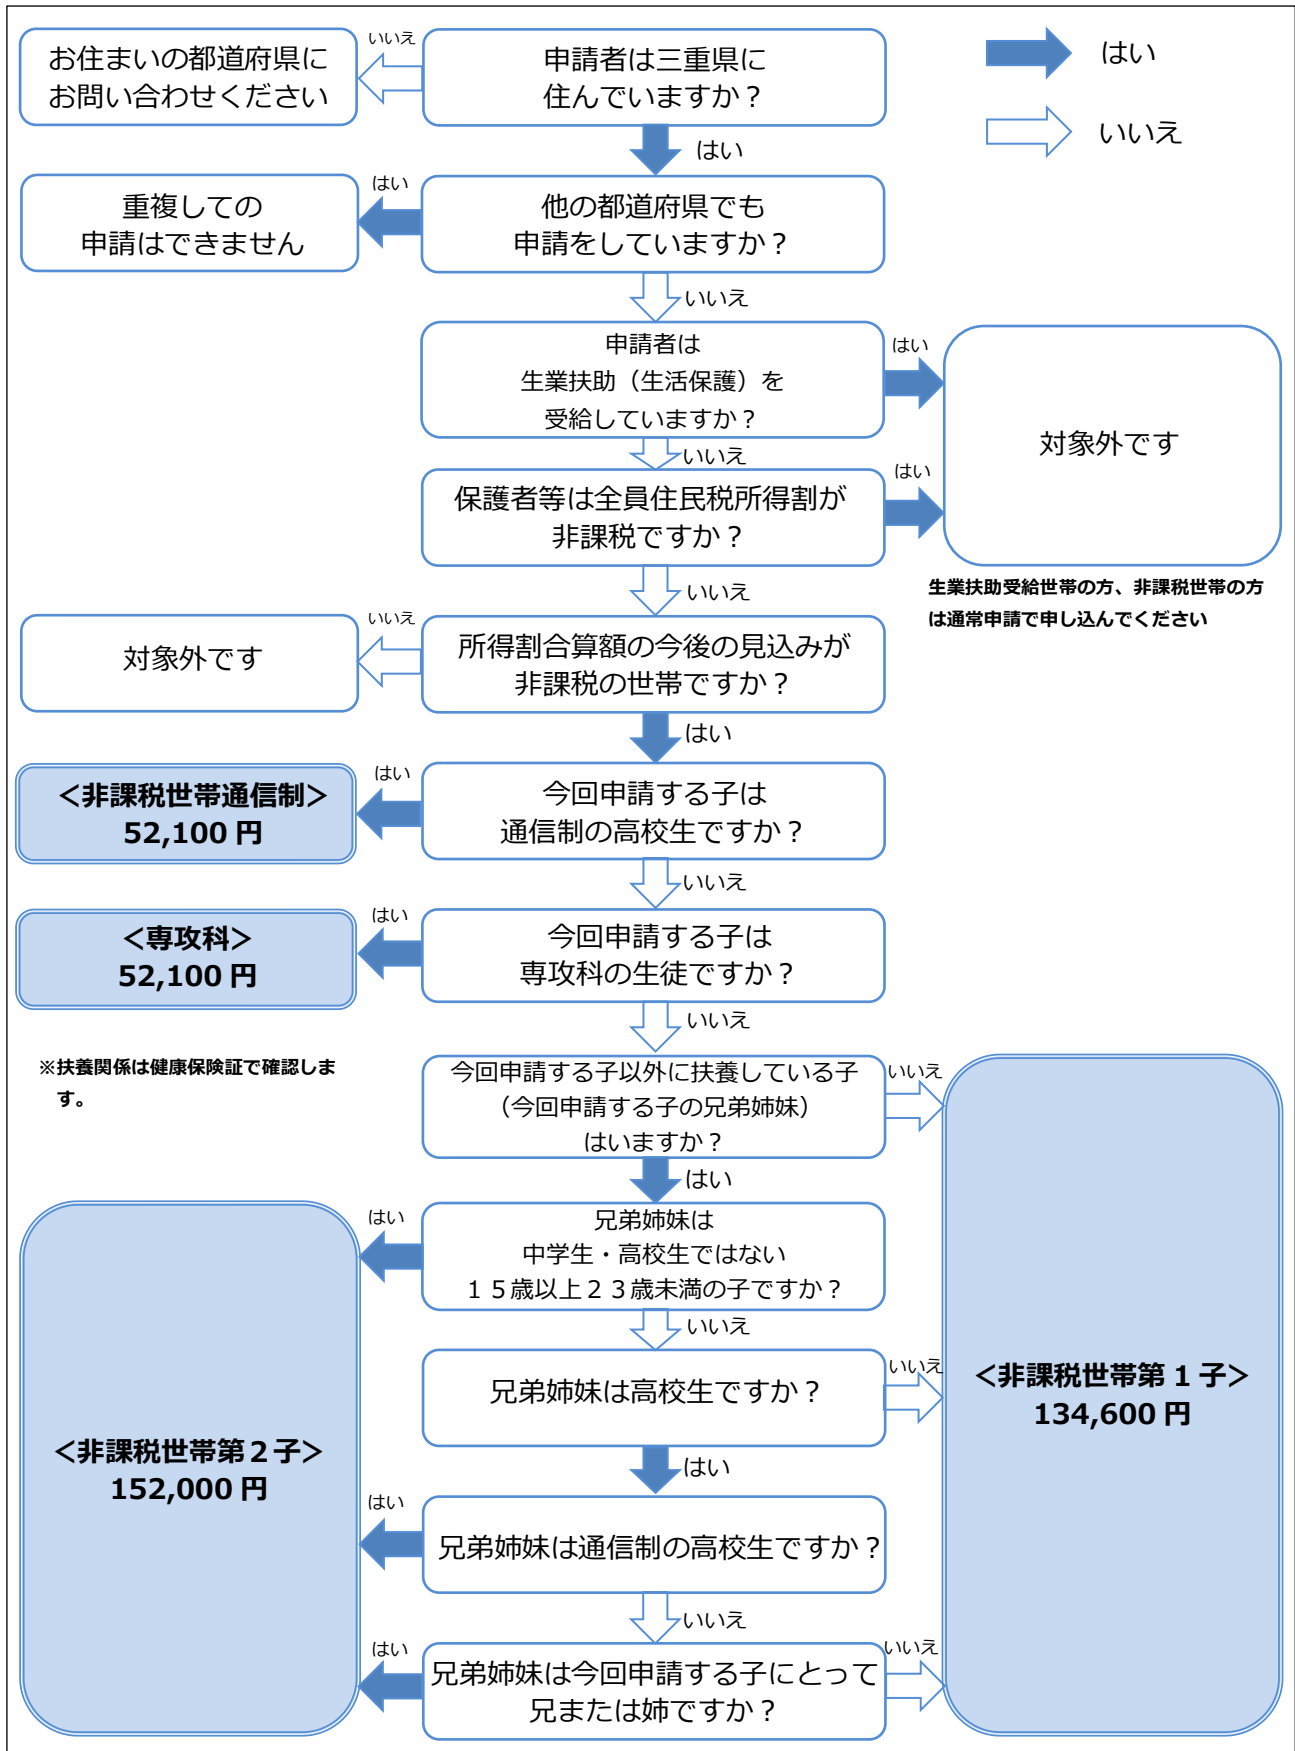 お住まいの都道府県に
お問い合わせください
いいえ
申請者は三重県に
住んでいますか？
はい
いいえ
はい
重複しての
申請はできません
はい
他の都道府県でも
申請をしていますか？
いいえ
申請者は
生業扶助（生活保護）を
受給していますか？
はい
対象外です
いいえ
保護者等は全員住民税所得割が
非課税ですか？
はい
生業扶助受給世帯の方、非課税世帯の方
は通常申請で申し込んでください
いいえ
対象外です
いいえ
所得割合算額の今後の見込みが
非課税の世帯ですか？
はい
＜非課税世帯通信制＞
52,100 円
はい
今回申請する子は
通信制の高校生ですか？
いいえ
＜専攻科＞
52,100 円
はい
今回申請する子は
専攻科の生徒ですか？
いいえ
※扶養関係は健康保険証で確認しま
す。
今回申請する子以外に扶養している子
（今回申請する子の兄弟姉妹）
はいますか？
いいえ
はい
はい
兄弟姉妹は
中学生・高校生ではない
１５歳以上２３歳未満の子ですか？
いいえ
兄弟姉妹は高校生ですか？
いいえ
＜非課税世帯第 1 子＞
134,600 円
＜非課税世帯第２子＞
152,000 円
はい
はい
兄弟姉妹は通信制の高校生ですか？
いいえ
はい
兄弟姉妹は今回申請する子にとって
兄または姉ですか？
いいえ